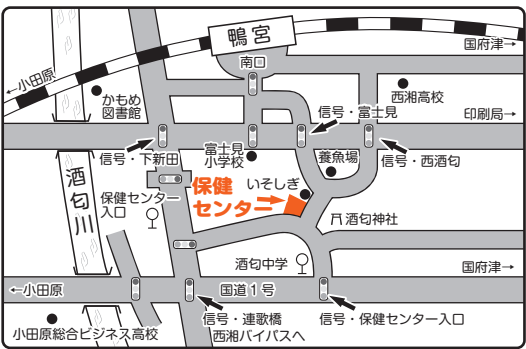 鴨宮
国府津→
南口
←小田原
かもめ
図書館
西湘高校
信号・富士見
印刷局→
信号・下新田
富士見
小学校
養魚場
信号・西酒匂
酒匂川
保健センター
入口
保健
センター
いそしぎ
酒匂神社
酒匂中学
国府津→
←小田原
国道1号
小田原総合ビジネス高校
信号・連歌橋
西湘バイパスへ
信号・保健センター入口